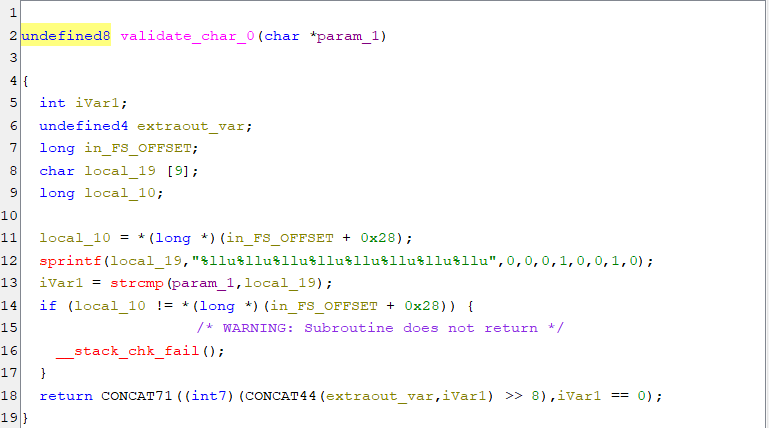 1
2 undefined8 validate_char_0(char *param_1)
3
4 {
5 int iVar1;
6 undefined4 extraout_var;
7 long in_FS_OFFSET;
8 char local_19 [9];
9 long local_10;
10
11 local_10 = *(long *)(in_FS_OFFSET + 0x28);
12 sprintf(local_19,"%llu%llu%llu%llu%llu%llu%llu%llu",0,0,0,1,0,0,1,0);
13 iVar1 = strcmp(param_1,local_19);
14 if (local_10 != *(long *)(in_FS_OFFSET + 0x28)) {
15 /* WARNING: Subroutine does not return */
16 __stack_chk_fail();
17 }
18 return CONCAT71((int7)(CONCAT44(extraout_var,iVar1) >> 8),iVar1 == 0);
19 }